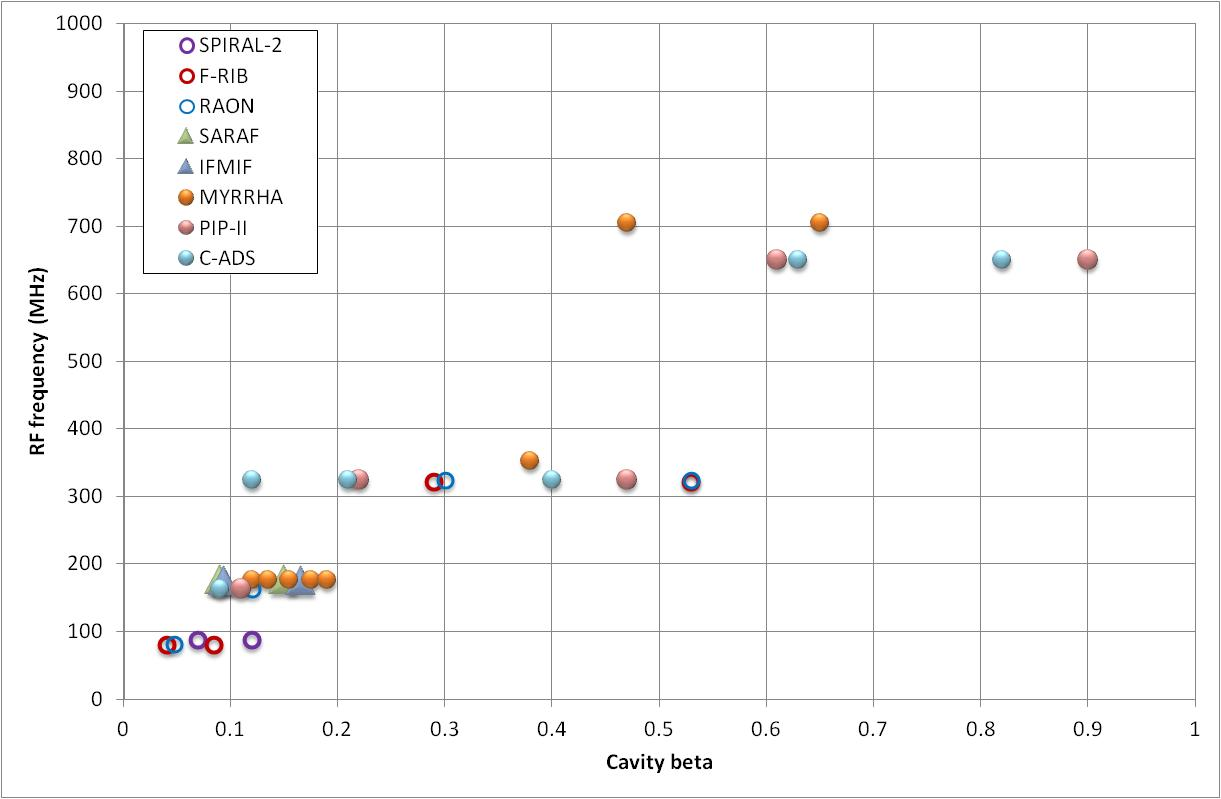 1000
900
800
700
600
500
400
300
200
100
0
RF frequency (MHz)
SPIRAL-2
F-RIB
RAON
SARAF
IFMIF
MYRRHA
PIP-II
C-ADS
0 0.1 0.2 0.3 0.4 0.5 0.6 0.7 0.8 0.9 1
Cavity beta